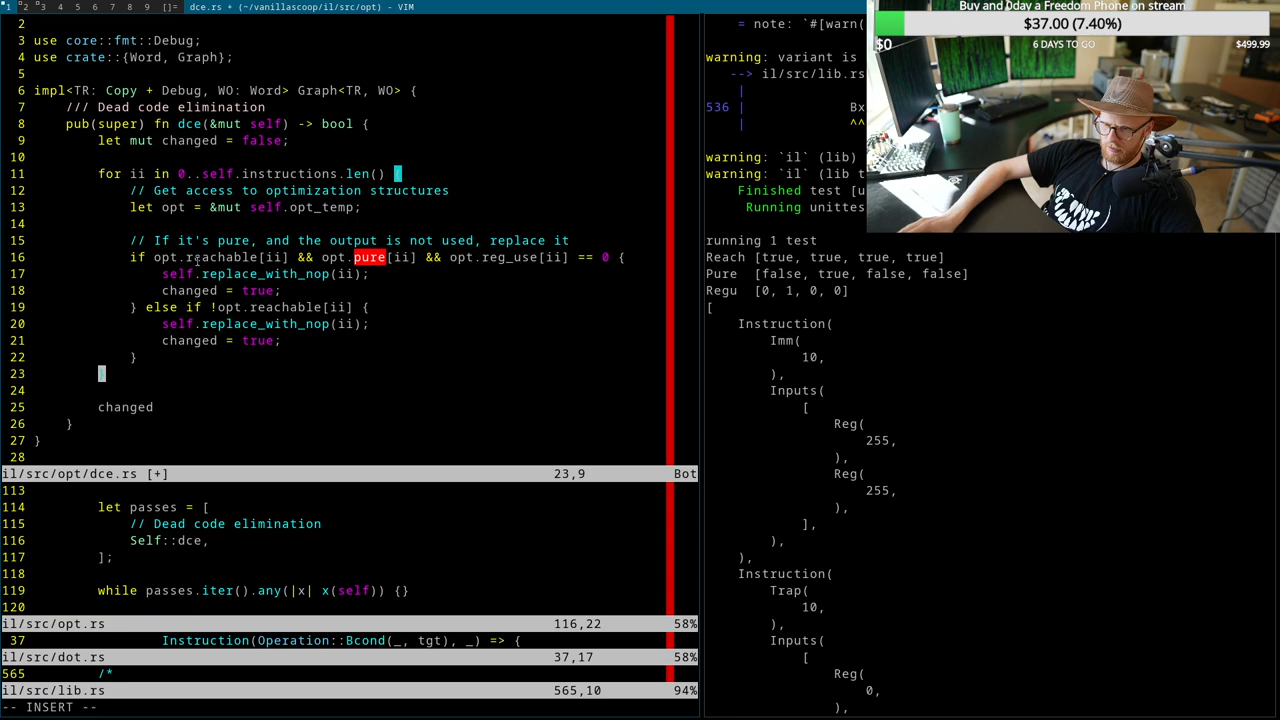 1 2 3 4 5 6 7 8 9 []= dce.rs + (~/vanillascoop/il/src/opt) - VIM
2
3 use core::fmt::Debug;
4 use crate::{Word, Graph};
5
6 impl<TR: Copy + Debug, WO: Word> Graph<TR, WO> {
7     /// Dead code elimination
8     pub(super) fn dce(&mut self) -> bool {
9         let mut changed = false;
10
11         for ii in 0..self.instructions.len() {
12             // Get access to optimization structures
13             let opt = &mut self.opt_temp;
14
15             // If it's pure, and the output is not used, replace it
16             if opt.reachable[ii] && opt.pure[ii] && opt.reg_use[ii] == 0 {
17                 self.replace_with_nop(ii);
18                 changed = true;
19             } else if !opt.reachable[ii] {
20                 self.replace_with_nop(ii);
21                 changed = true;
22             }
23         }
24
25         changed
26     }
27 }
28
il/src/opt/dce.rs [+] 23,9 Bot
113
114         let passes = [
115             // Dead code elimination
116             Self::dce,
117         ];
118
119         while passes.iter().any(|x| x(self)) {}
120
il/src/opt.rs 116,22 58%
37                 Instruction(Operation::Bcond(_, tgt), _) => {
il/src/dot.rs 37,17 58%
565         /*
il/src/lib.rs 565,10 94%
-- INSERT --
= note: `#[warn(
warning: variant is
--> il/src/lib.rs
|
536 | Bx
| ^^
warning: `il` (lib)
warning: `il` (lib t
Finished test [u
Running unittes
running 1 test
Reach [true, true, true, true]
Pure  [false, true, false, false]
Regu  [0, 1, 0, 0]
[
    Instruction(
        Imm(
            10,
        ),
        Inputs(
            [
                Reg(
                    255,
                ),
                Reg(
                    255,
                ),
            ],
        ),
    ),
    Instruction(
        Trap(
            10,
        ),
        Inputs(
            [
                Reg(
                    0,
                ),
Buy and 0day a Freedom Phone on stream
$37.00 (7.40%)
$0 6 DAYS TO GO $499.99